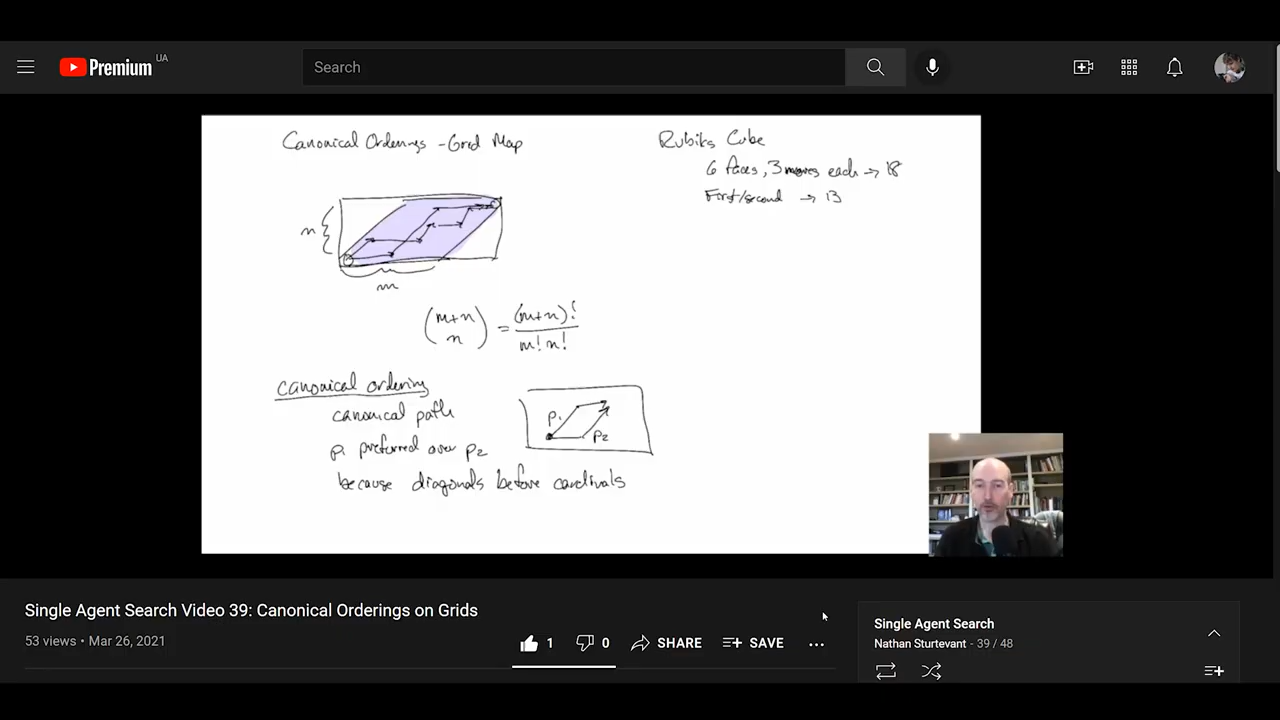 Premium UA
Search
Canonical Orderings - Grid Map
Rubiks Cube
6 faces, 3 moves each → 18
First/second → 13
n
m
(m+n n) = (m+n)! / m! n!
canonical ordering
canonical path
p1 preferred over p2
because diagonals before cardinals
p1
p2
Single Agent Search Video 39: Canonical Orderings on Grids
53 views • Mar 26, 2021
1
0
SHARE
SAVE
Single Agent Search
Nathan Sturtevant - 39 / 48